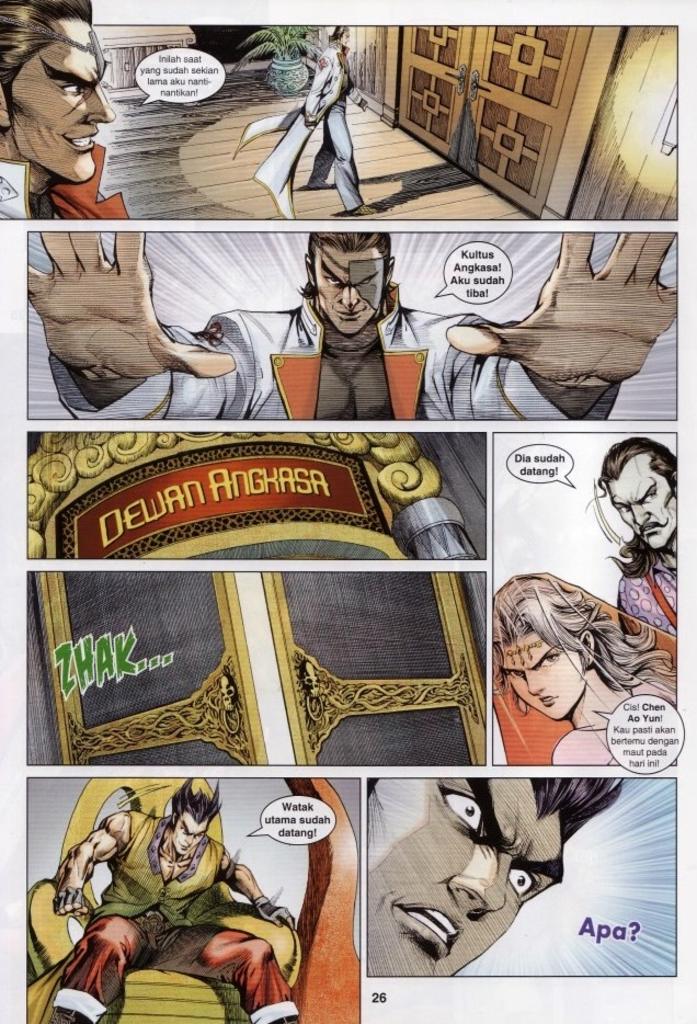 Inilah saat
yang sudah sekian
lama aku nanti-
nantikan!
Kultus
Angkasa!
Aku sudah
tiba!
DEWAN ANGKASA
Dia sudah
datang!
ZHAK...
Cis! Chen
Ao Yun!
Kau pasti akan
bertemu dengan
maut pada
hari ini!
Watak
utama sudah
datang!
Apa?
26